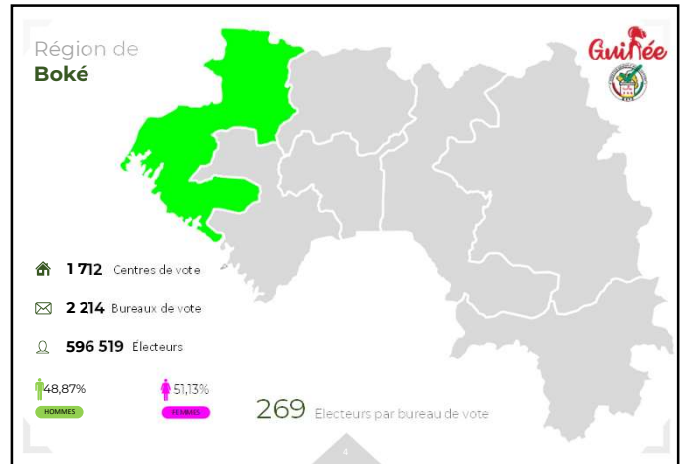 Région de
Boké
Guinée
1 712 Centres de vote
2 214 Bureaux de vote
596 519 Électeurs
48,87%
HOMMES
51,13%
FEMMES
269 Electeurs par bureau de vote
4